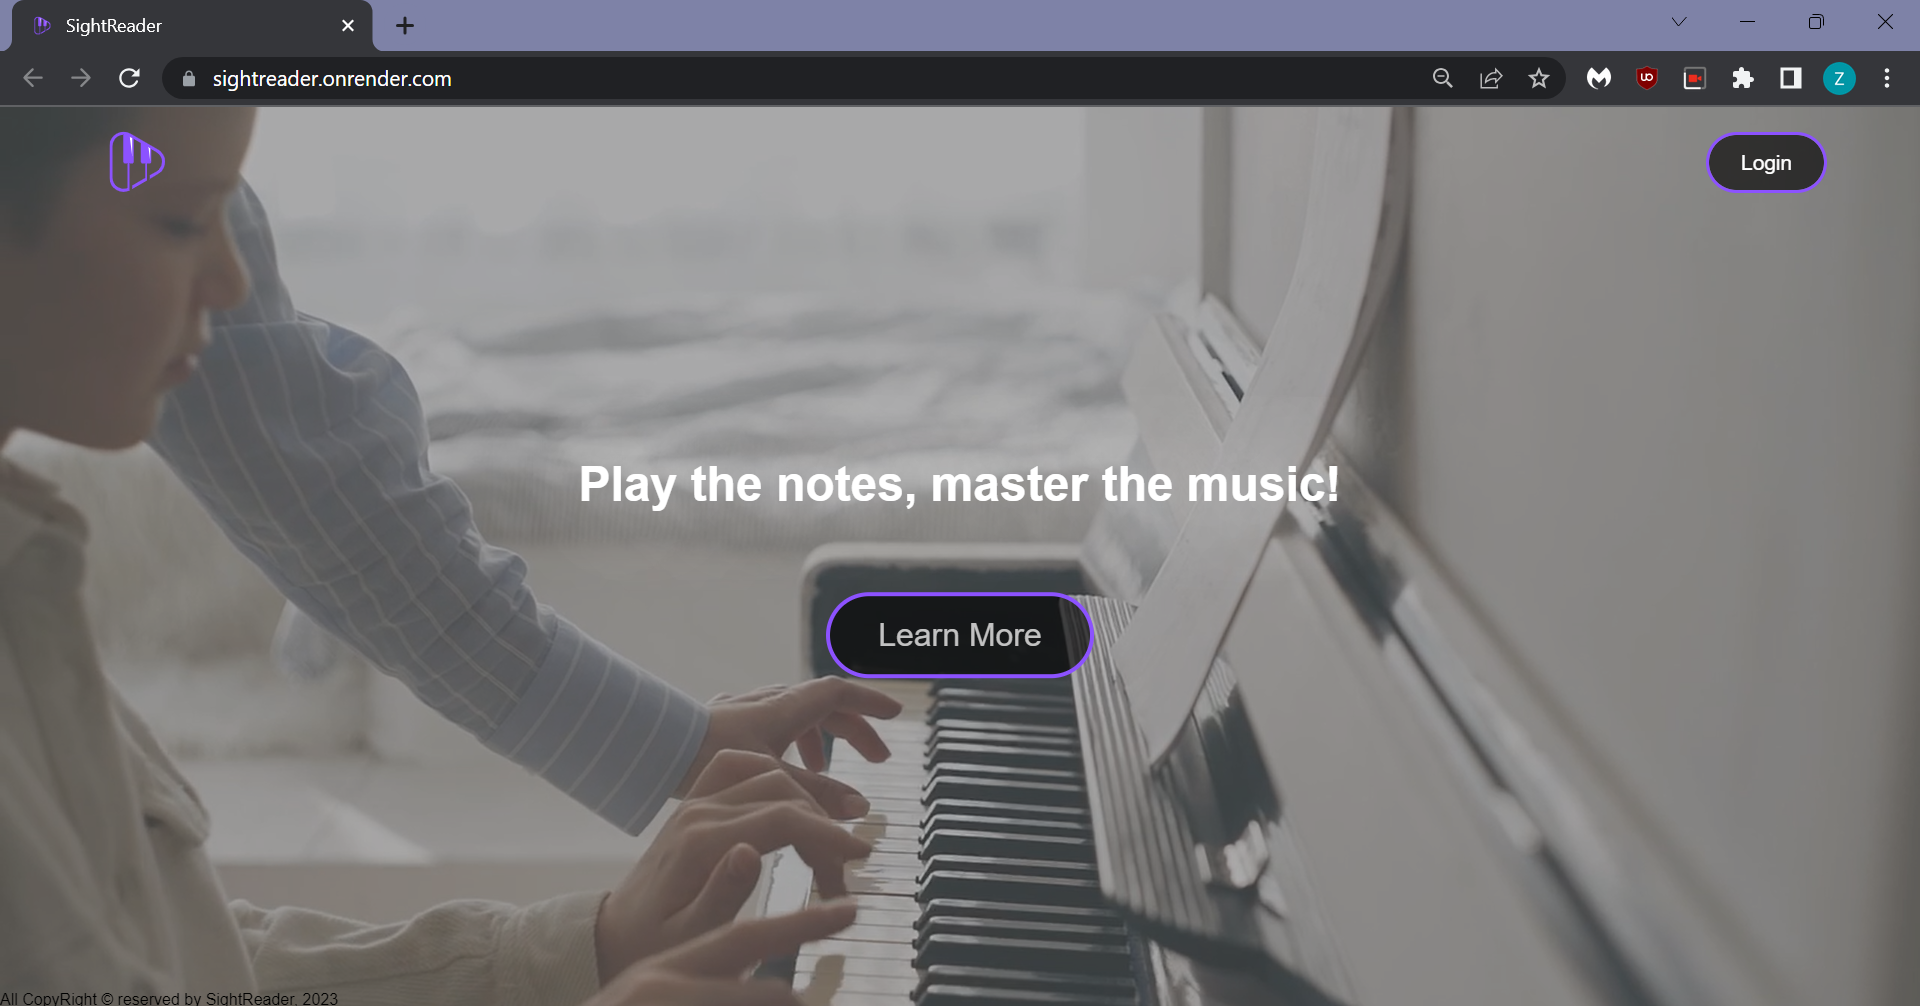 SightReader
sightreader.onrender.com
Z
Login
Play the notes, master the music!
Learn More
All CopyRight © reserved by SightReader, 2023